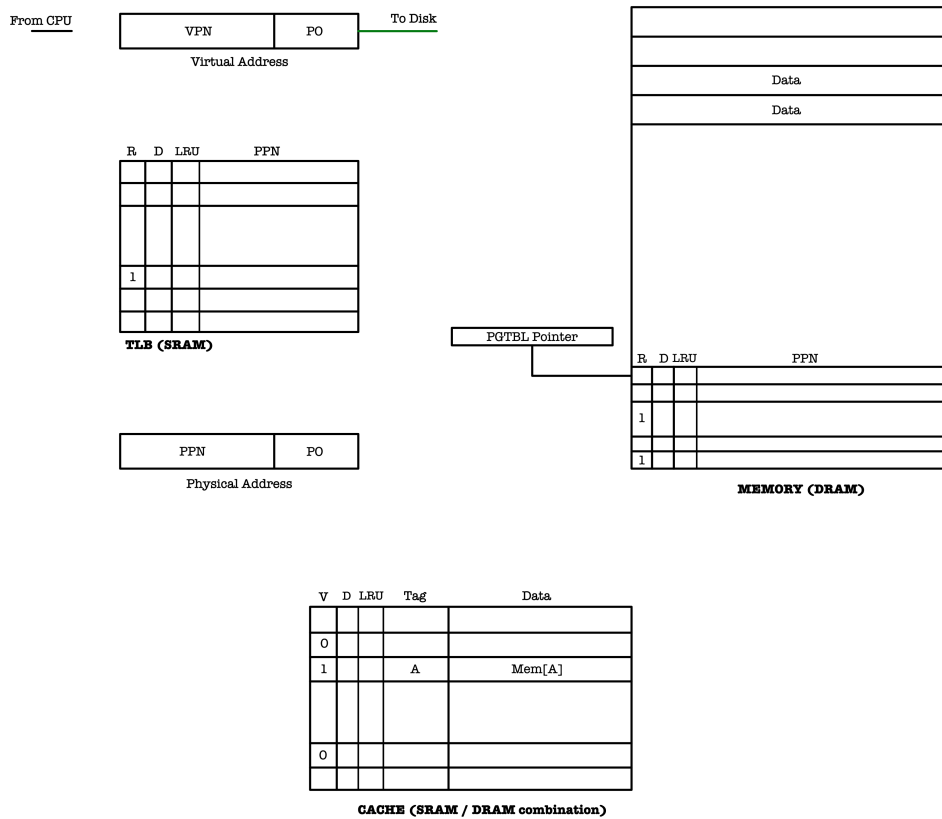 From CPU
VPN PO
To Disk
Virtual Address
Data
Data
R D LRU PPN
1
TLB (SRAM)
PGTBL Pointer
R D LRU PPN
1
1
MEMORY (DRAM)
PPN PO
Physical Address
V D LRU Tag Data
0
1 A Mem[A]
0
CACHE (SRAM / DRAM combination)